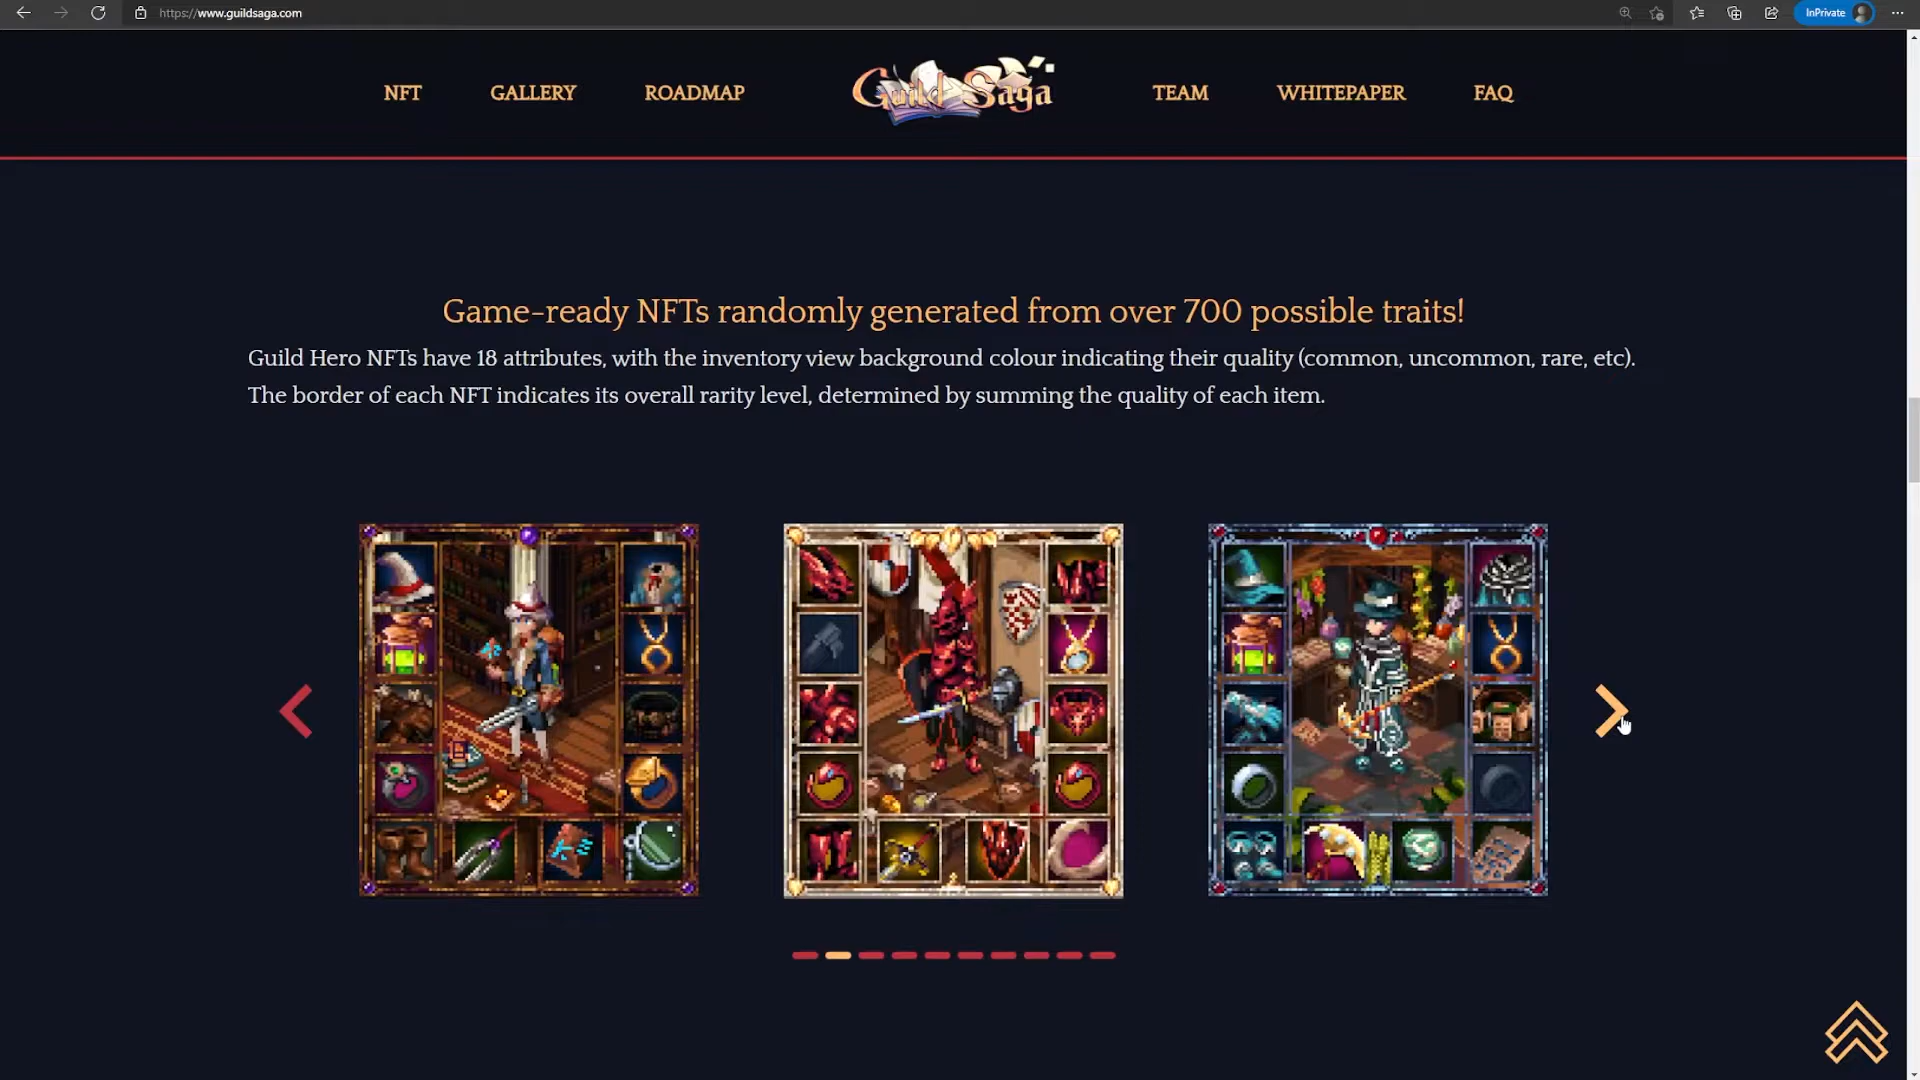 https://www.guildsaga.com
InPrivate
NFT
GALLERY
ROADMAP
Guild Saga
TEAM
WHITEPAPER
FAQ
Game-ready NFTs randomly generated from over 700 possible traits!
Guild Hero NFTs have 18 attributes, with the inventory view background colour indicating their quality (common, uncommon, rare, etc).
The border of each NFT indicates its overall rarity level, determined by summing the quality of each item.